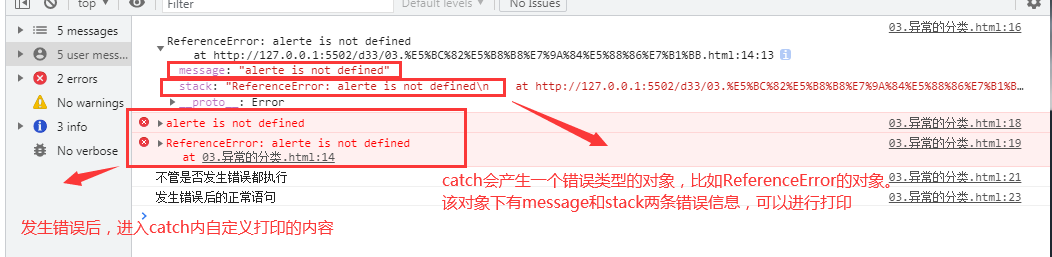 top
Filter
Default levels
No Issues
5 messages
5 user mess...
2 errors
No warnings
3 info
No verbose
03.异常的分类.html:16
ReferenceError: alerte is not defined
at http://127.0.0.1:5502/d33/03.%E5%BC%82%E5%B8%B8%E7%9A%84%E5%88%86%E7%B1%BB.html:14:13
message: "alerte is not defined"
stack: "ReferenceError: alerte is not defined\n at http://127.0.0.1:5502/d33/03.%E5%BC%82%E5%B8%B8%E7%9A%84%E5%88%86%E7%B1%B…
__proto__: Error
alerte is not defined 03.异常的分类.html:18
ReferenceError: alerte is not defined 03.异常的分类.html:19
at 03.异常的分类.html:14
不管是否发生错误都执行 03.异常的分类.html:21
发生错误后的正常语句 03.异常的分类.html:23
catch会产生一个错误类型的对象，比如ReferenceError的对象。
该对象下有message和stack两条错误信息，可以进行打印
发生错误后，进入catch内自定义打印的内容